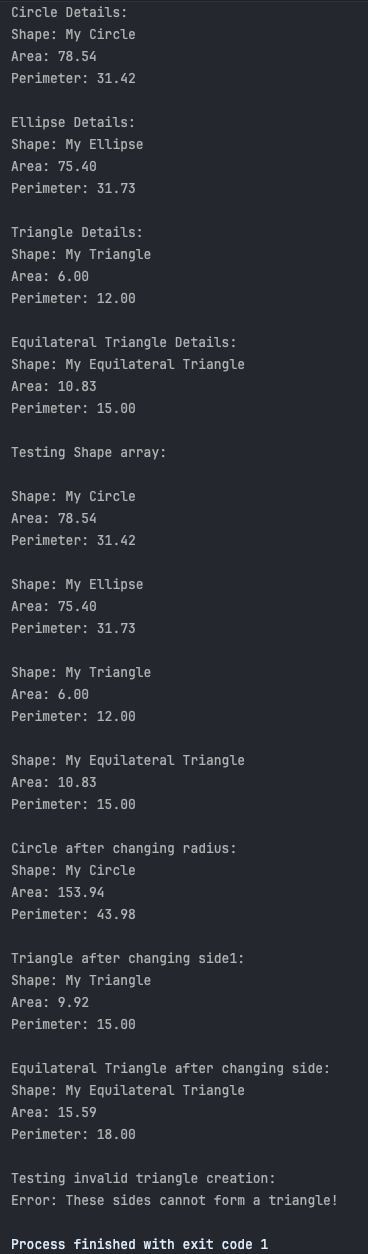 Circle Details:
Shape: My Circle
Area: 78.54
Perimeter: 31.42
Ellipse Details:
Shape: My Ellipse
Area: 75.40
Perimeter: 31.73
Triangle Details:
Shape: My Triangle
Area: 6.00
Perimeter: 12.00
Equilateral Triangle Details:
Shape: My Equilateral Triangle
Area: 10.83
Perimeter: 15.00
Testing Shape array:
Shape: My Circle
Area: 78.54
Perimeter: 31.42
Shape: My Ellipse
Area: 75.40
Perimeter: 31.73
Shape: My Triangle
Area: 6.00
Perimeter: 12.00
Shape: My Equilateral Triangle
Area: 10.83
Perimeter: 15.00
Circle after changing radius:
Shape: My Circle
Area: 153.94
Perimeter: 43.98
Triangle after changing side1:
Shape: My Triangle
Area: 9.92
Perimeter: 15.00
Equilateral Triangle after changing side:
Shape: My Equilateral Triangle
Area: 15.59
Perimeter: 18.00
Testing invalid triangle creation:
Error: These sides cannot form a triangle!
Process finished with exit code 1